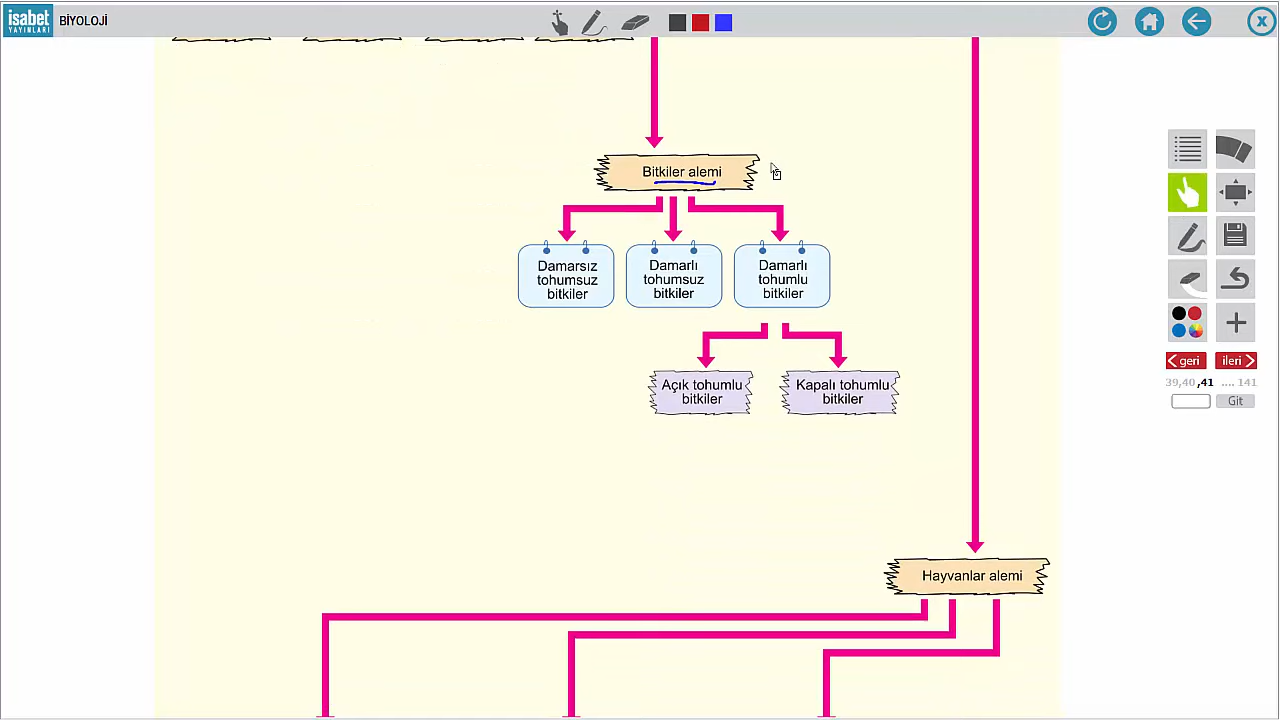 isabet
YAYINLARI
BİYOLOJİ
X
Bitkiler alemi
Damarsız
tohumsuz
bitkiler
Damarlı
tohumsuz
bitkiler
Damarlı
tohumlu
bitkiler
Açık tohumlu
bitkiler
Kapalı tohumlu
bitkiler
Hayvanlar alemi
geri
ileri
39,40,41 .... 141
Git